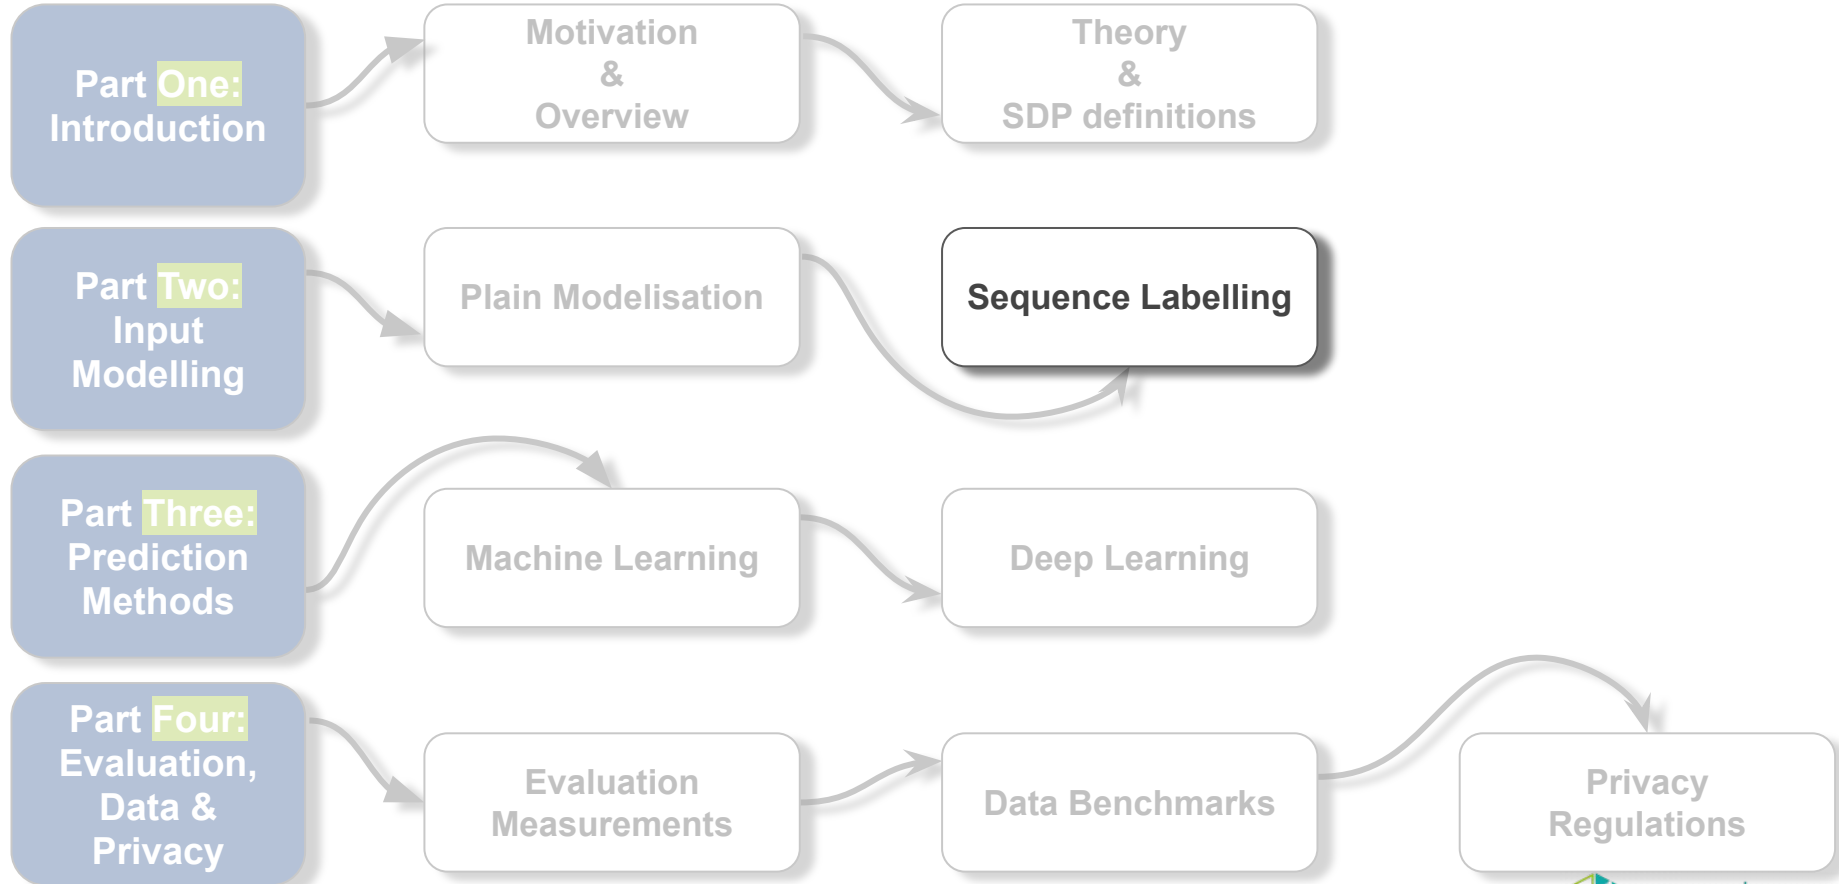 Part One:
Introduction
Motivation
&
Overview
Theory
&
SDP definitions
Part Two:
Input
Modelling
Plain Modelisation
Sequence Labelling
Part Three:
Prediction
Methods
Machine Learning
Deep Learning
Part Four:
Evaluation,
Data &
Privacy
Evaluation
Measurements
Data Benchmarks
Privacy
Regulations